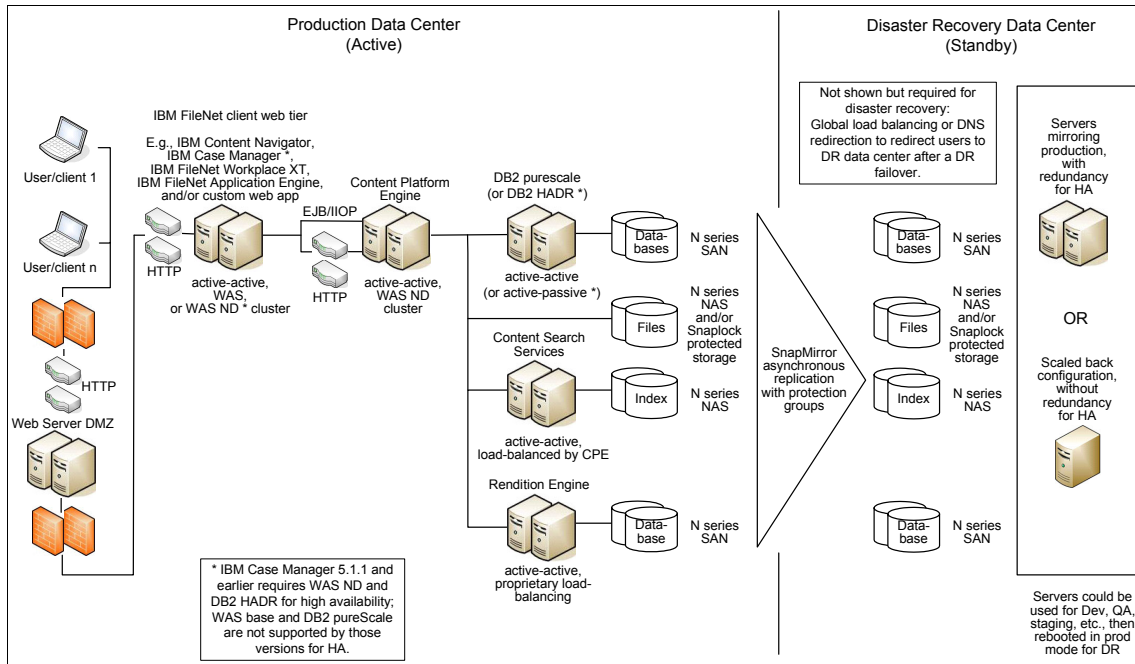 Production Data Center
(Active)
Disaster Recovery Data Center
(Standby)
IBM FileNet client web tier
E.g., IBM Content Navigator,
IBM Case Manager *,
IBM FileNet Workplace XT,
IBM FileNet Application Engine,
and/or custom web app
User/client 1
User/client n
HTTP
Web Server DMZ
HTTP
active-active,
WAS,
or WAS ND * cluster
EJB/IIOP
HTTP
Content Platform
Engine
active-active,
WAS ND
cluster
DB2 purescale
(or DB2 HADR *)
active-active
(or active-passive *)
Data-
bases
N series
SAN
Files
N series
NAS
and/or
Snaplock
protected
storage
Content Search
Services
Index
N series
NAS
active-active,
load-balanced by CPE
Rendition Engine
Data-
base
N series
SAN
active-active,
proprietary load-
balancing
* IBM Case Manager 5.1.1 and
earlier requires WAS ND and
DB2 HADR for high availability;
WAS base and DB2 pureScale
are not supported by those
versions for HA.
SnapMirror
asynchronous
replication
with protection
groups
Not shown but required for
disaster recovery:
Global load balancing or DNS
redirection to redirect users to
DR data center after a DR
failover.
Data-
bases
N series
SAN
Files
N series
NAS
and/or
Snaplock
protected
storage
Index
N series
NAS
Data-
base
N series
SAN
Servers
mirroring
production,
with
redundancy
for HA
OR
Scaled back
configuration,
without
redundancy
for HA
Servers could be
used for Dev, QA,
staging, etc., then
rebooted in prod
mode for DR